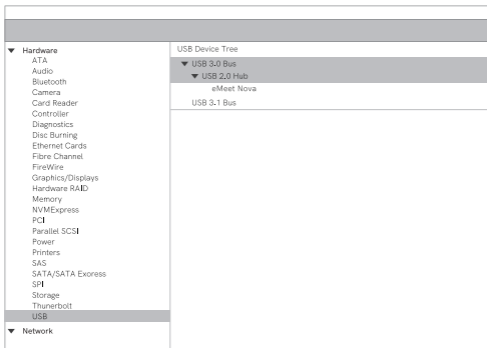 Hardware
ATA
Audio
Bluetooth
Camera
Card Reader
Controller
Diagnostics
Disc Burning
Ethernet Cards
Fibre Channel
FireWire
Graphics/Displays
Hardware RAID
Memory
NVMExpress
PCI
Parallel SCSI
Power
Printers
SAS
SATA/SATA Exoress
SPI
Storage
Thunerbolt
USB
Network
USB Device Tree
USB 3-0 Bus
USB 2.0 Hub
eMeet Nova
USB 3-1 Bus